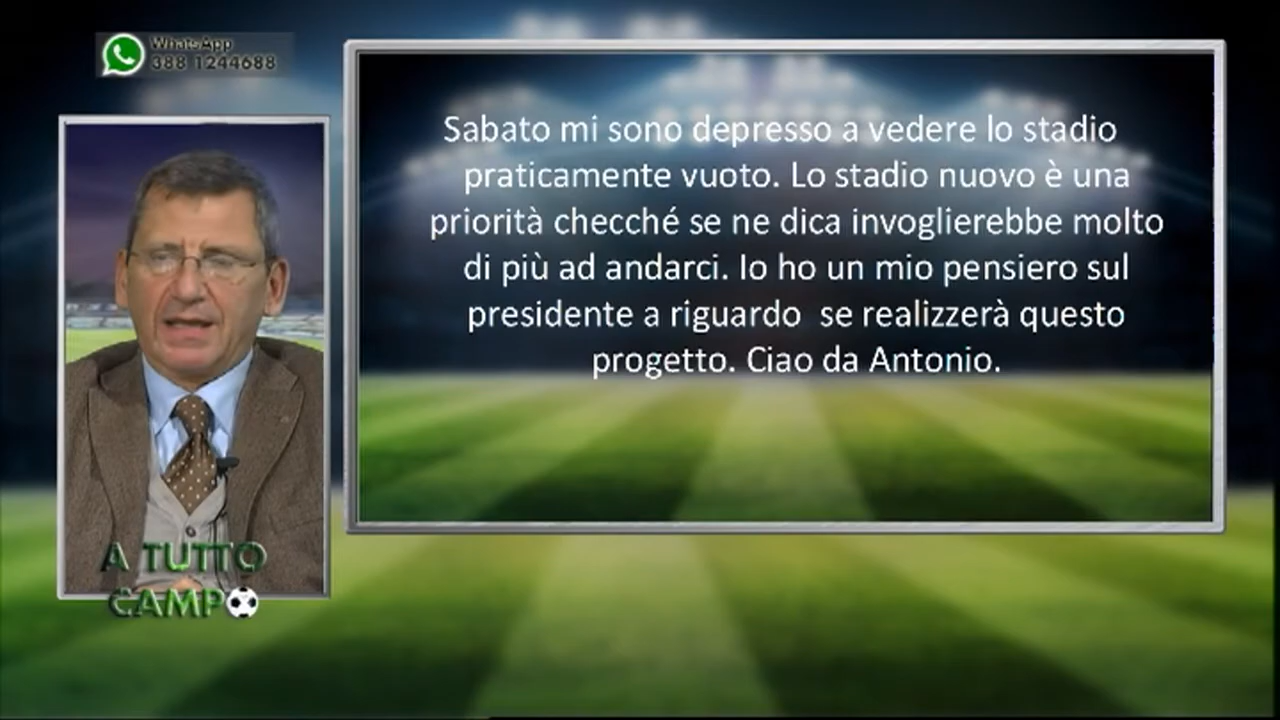 WhatsApp
388 1244688
Sabato mi sono depresso a vedere lo stadio
praticamente vuoto. Lo stadio nuovo è una
priorità checché se ne dica invoglierebbe molto
di più ad andarci. Io ho un mio pensiero sul
presidente a riguardo  se realizzerà questo
progetto. Ciao da Antonio.
A TUTTO
CAMPO